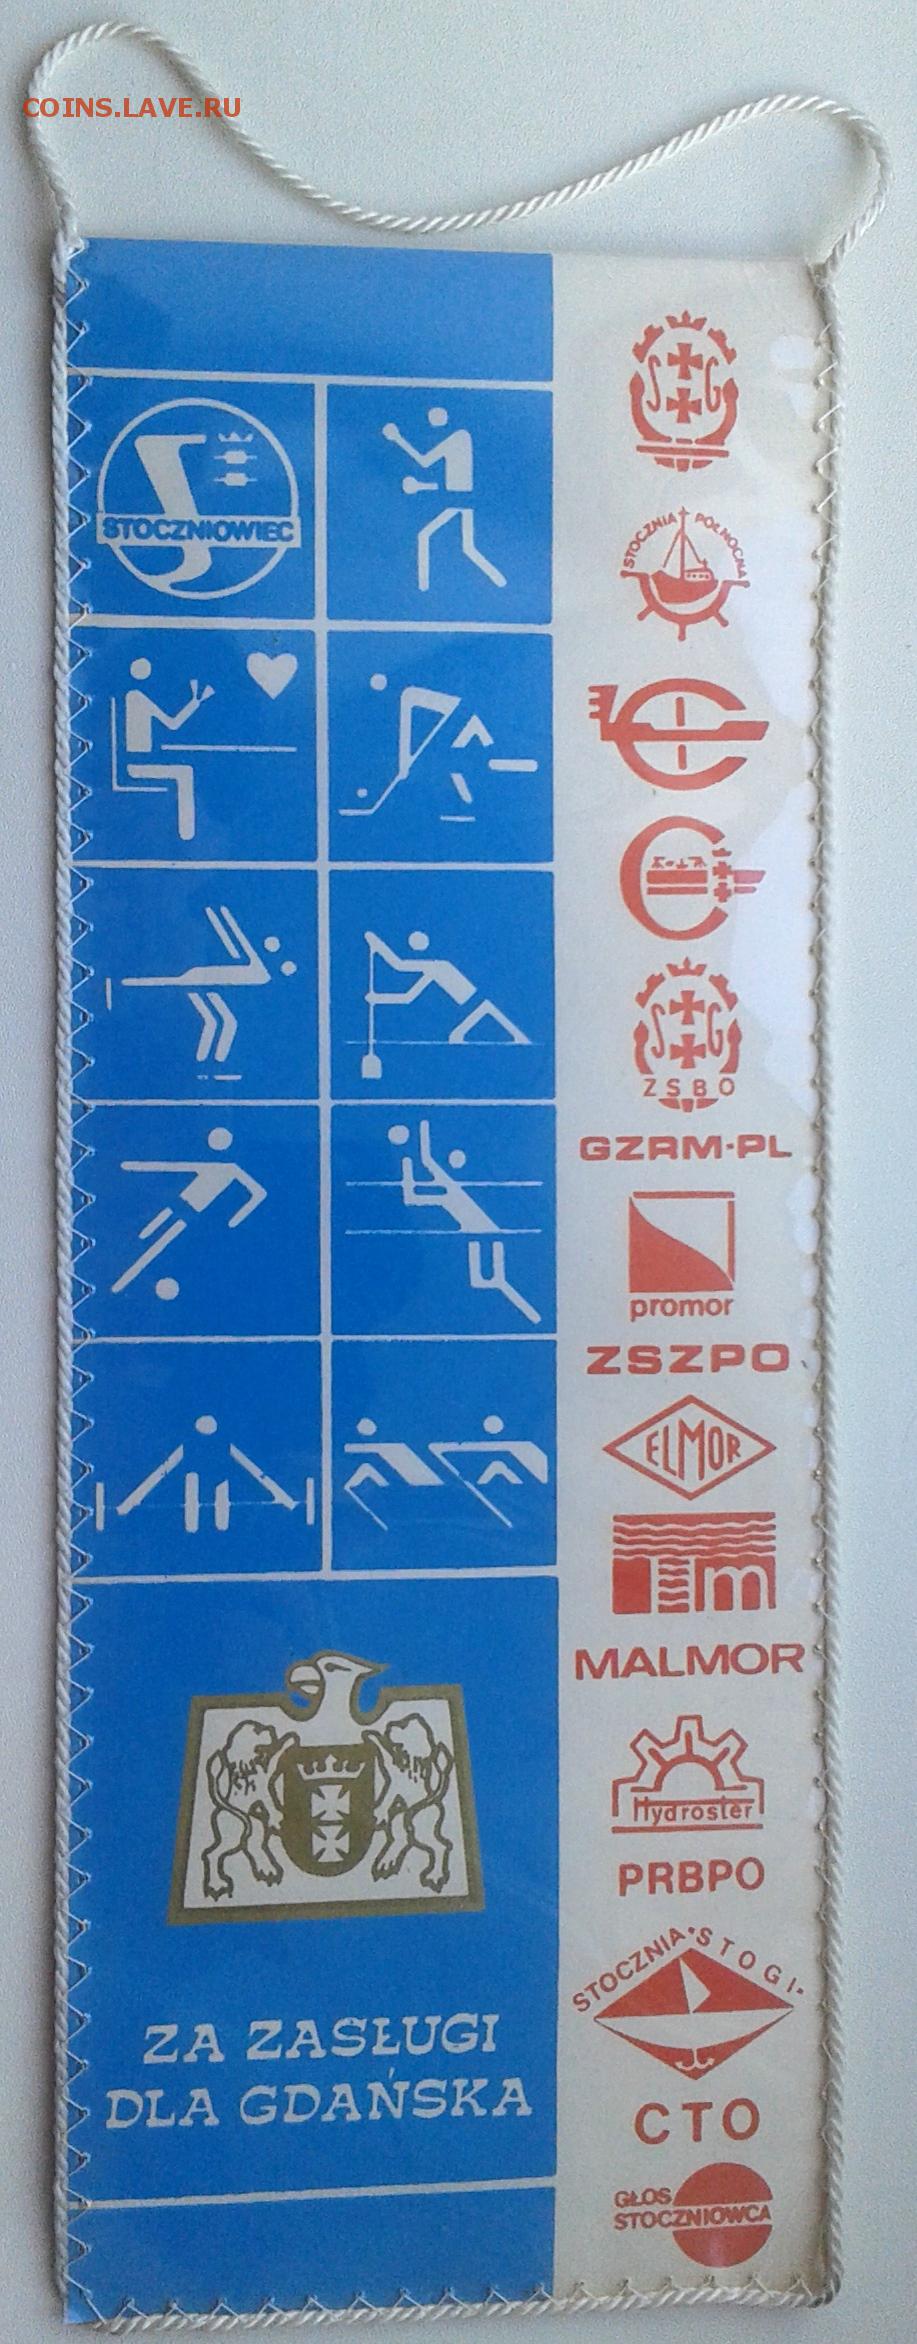 COINS.LAVE.RU
STOCZNIOWIEC
ZA ZASŁUGI
DLA GDAŃSKA
S G
STOCZNIA PÓŁNOCNA
S G
ZSBO
GZRM-PL
promor
ZSZPO
ELMOR
Tm
MALMOR
Hydroster
PRBPO
STOCZNIA·STOGI·
CTO
GŁOS
STOCZNIOWCA